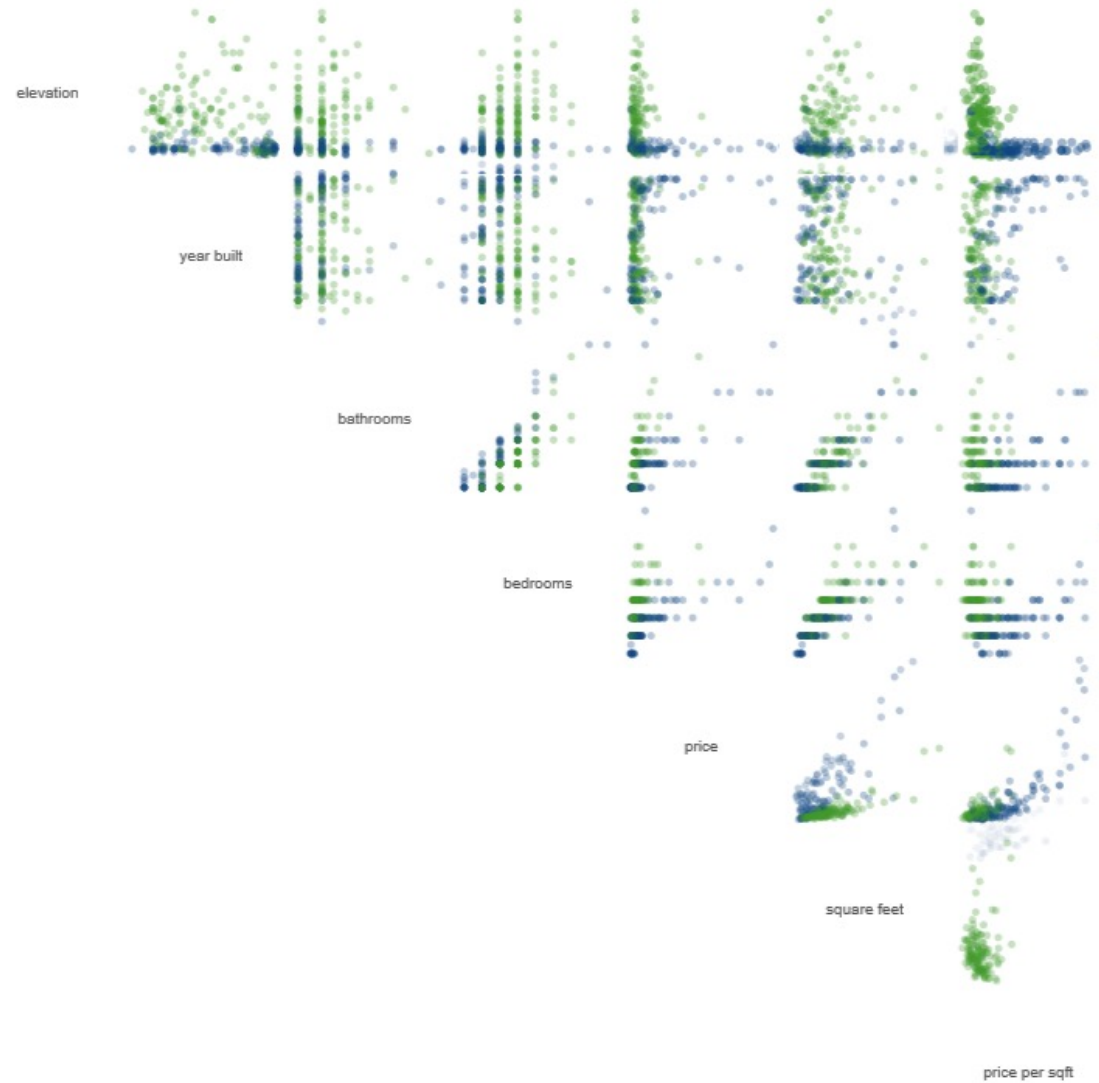 elevation
year built
bathrooms
bedrooms
price
square feet
price per sqft